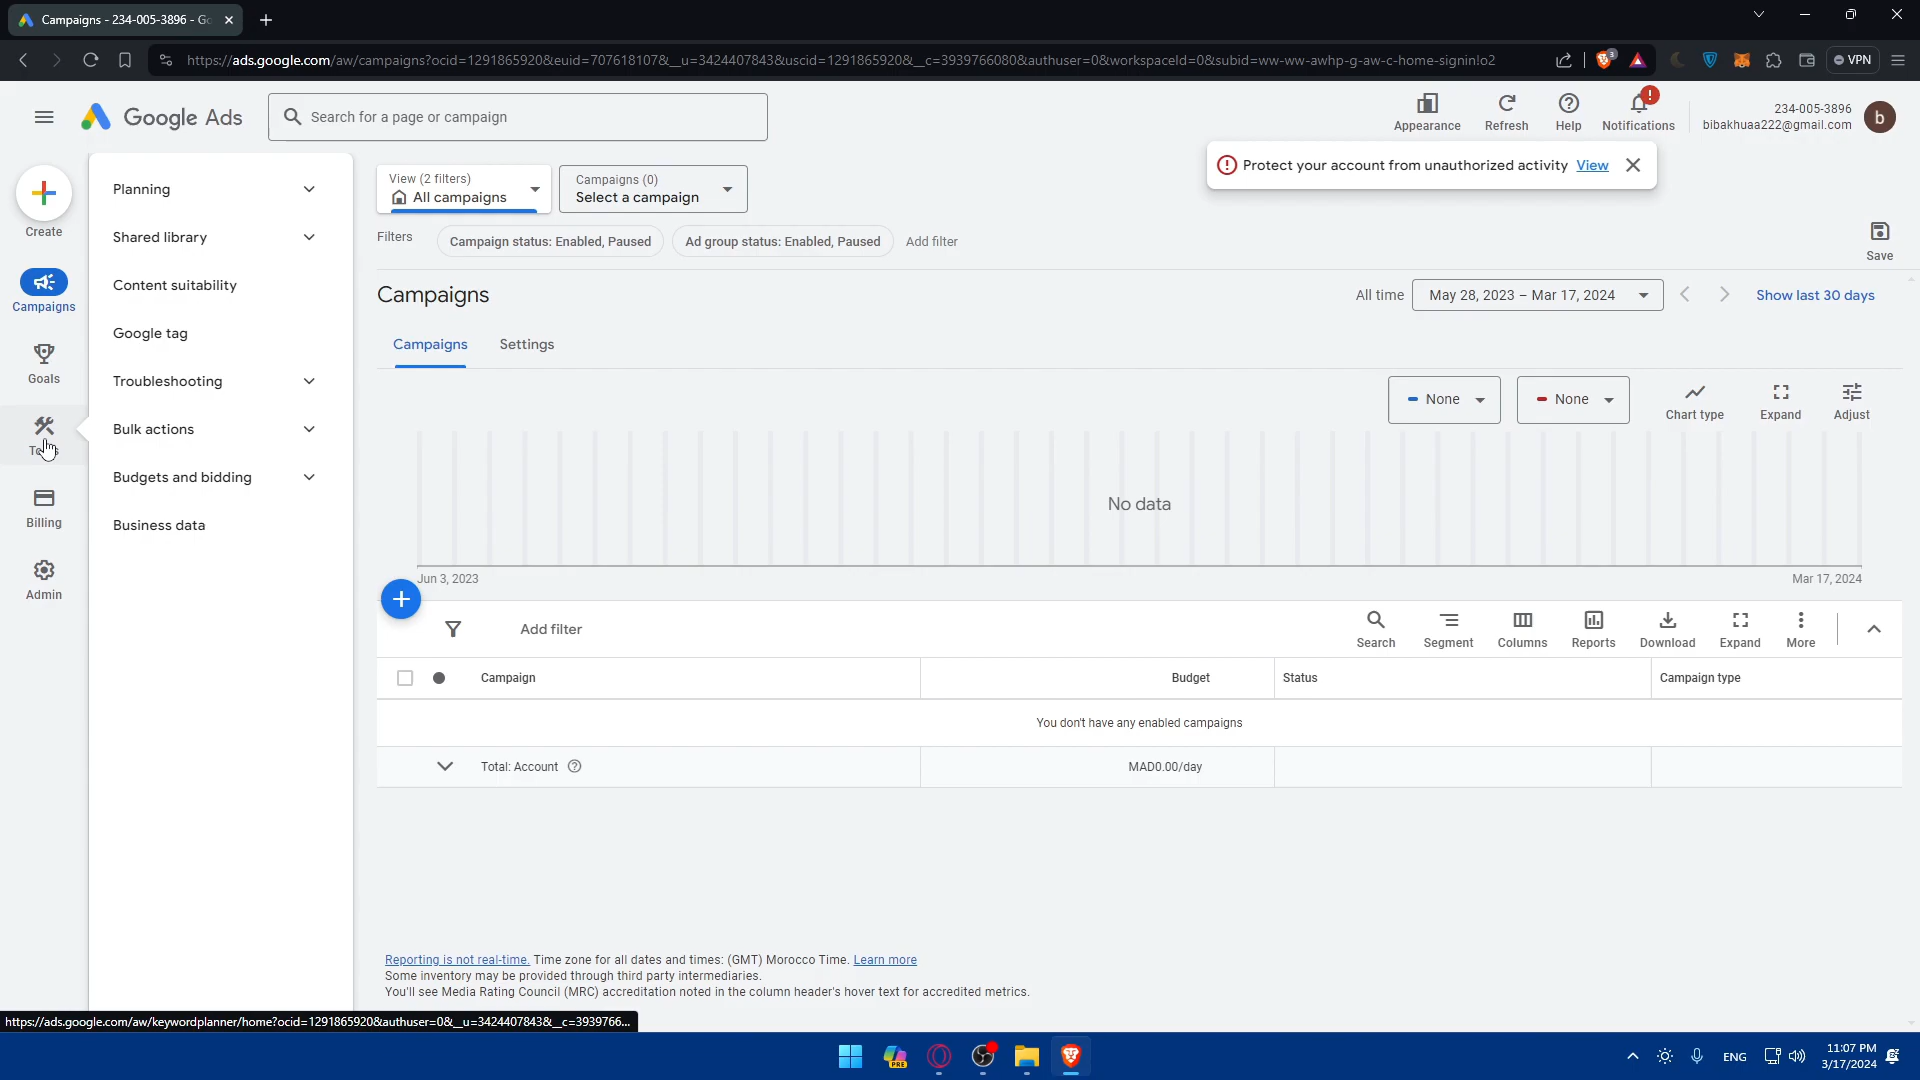 Campaigns - 234-005-3896 - Go
https://ads.google.com/aw/campaigns?ocid=1291865920&euid=707618107&__u=3424407843&uscid=1291865920&__c=3939766080&authuser=0&workspaceId=0&subid=ww-ww-awhp-g-aw-c-home-signin!o2
3
VPN
Google Ads
Search for a page or campaign
Appearance
Refresh
Help
Notifications
234-005-3896
bibakhuaa222@gmail.com
b
Protect your account from unauthorized activity View
Create
Campaigns
Goals
Billing
Admin
Planning
Shared library
Content suitability
Google tag
Troubleshooting
Bulk actions
Budgets and bidding
Business data
View (2 filters)
All campaigns
Campaigns (0)
Select a campaign
Filters
Campaign status: Enabled, Paused
Ad group status: Enabled, Paused
Add filter
Save
Campaigns
All time
May 28, 2023 – Mar 17, 2024
Show last 30 days
Campaigns
Settings
None
None
Chart type
Expand
Adjust
No data
Jun 3, 2023
Mar 17, 2024
Add filter
Search
Segment
Columns
Reports
Download
Expand
More
Campaign
Budget
Status
Campaign type
You don't have any enabled campaigns
Total: Account
MAD0.00/day
Reporting is not real-time. Time zone for all dates and times: (GMT) Morocco Time. Learn more
Some inventory may be provided through third party intermediaries.
You'll see Media Rating Council (MRC) accreditation noted in the column header's hover text for accredited metrics.
https://ads.google.com/aw/keywordplanner/home?ocid=1291865920&authuser=0&__u=3424407843&__c=3939766...
PRE
ENG
11:07 PM
3/17/2024